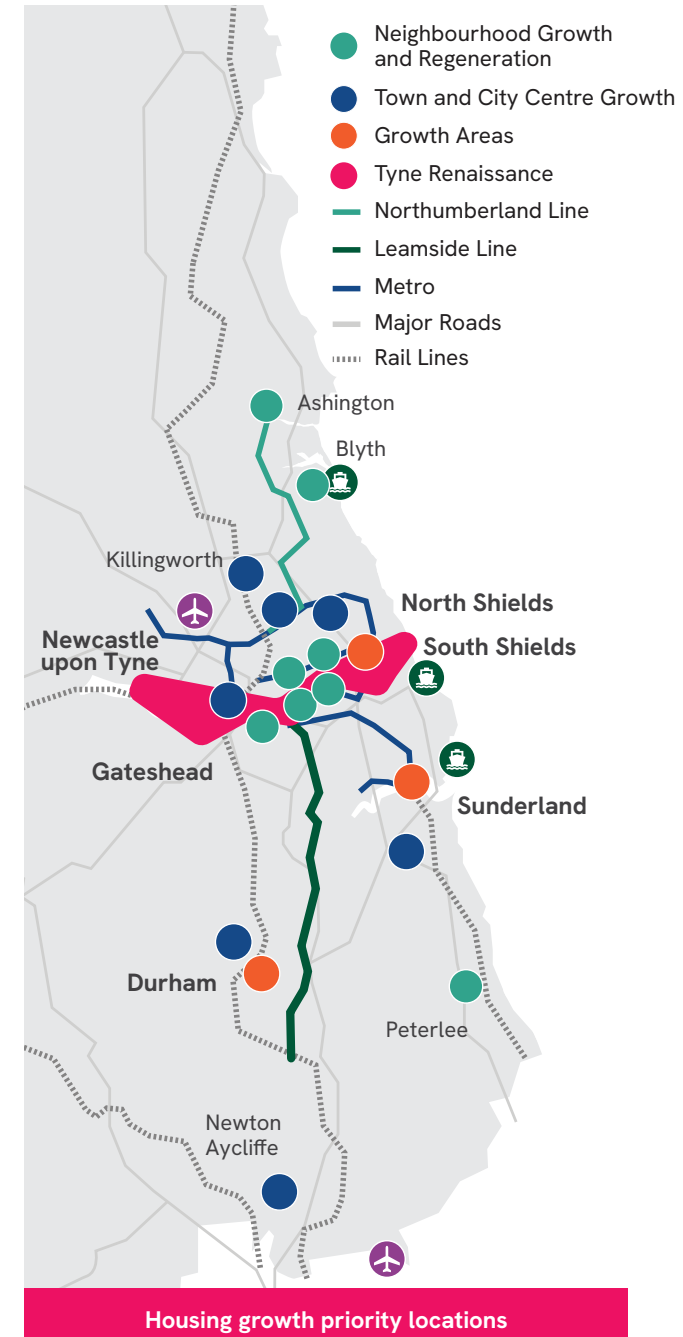 Neighbourhood Growth
and Regeneration
Town and City Centre Growth
Growth Areas
Tyne Renaissance
Northumberland Line
Leamside Line
Metro
Major Roads
Rail Lines
Ashington
Blyth
Killingworth
North Shields
Newcastle
upon Tyne
South Shields
Gateshead
Sunderland
Durham
Peterlee
Newton
Aycliffe
Housing growth priority locations